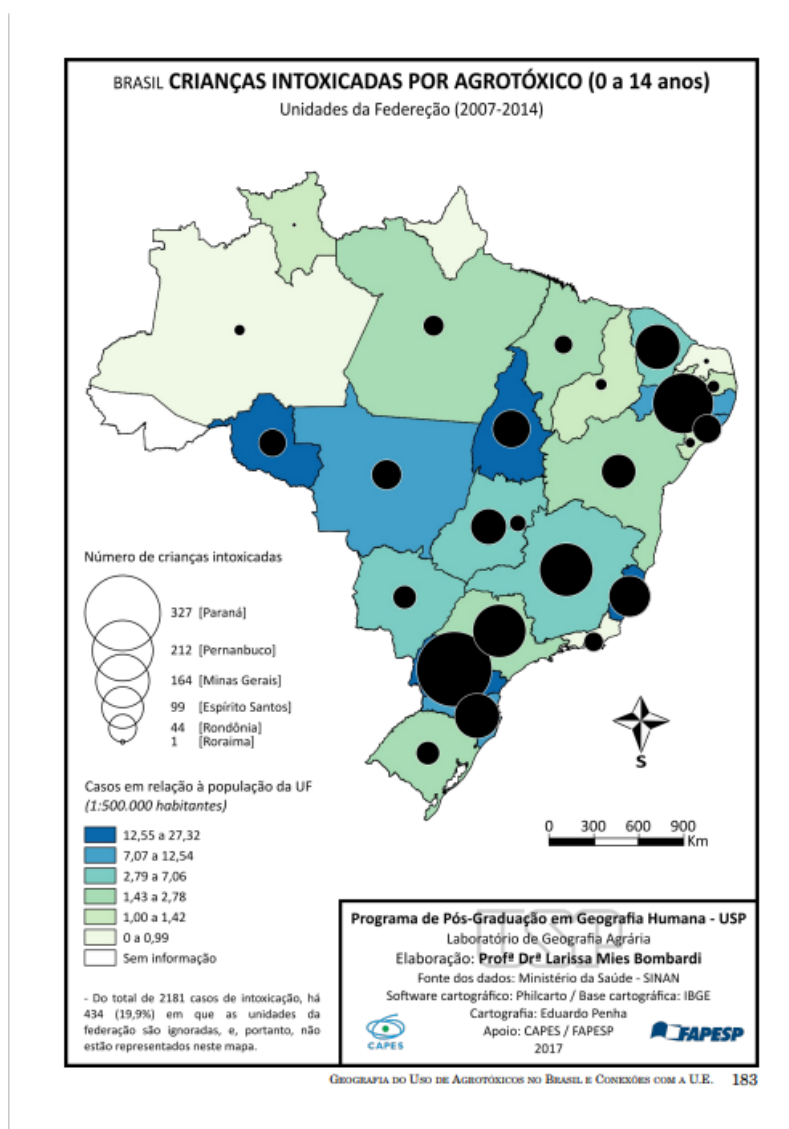 BRASIL CRIANÇAS INTOXICADAS POR AGROTÓXICO (0 a 14 anos)
Unidades da Federeção (2007-2014)
Número de crianças intoxicadas
327 [Paraná]
212 [Pernanbuco]
164 [Minas Gerais]
99 [Espírito Santos]
44 [Rondônia]
1 [Roraima]
Casos em relação à população da UF
(1:500.000 habitantes)
12,55 a 27,32
7,07 a 12,54
2,79 a 7,06
1,43 a 2,78
1,00 a 1,42
0 a 0,99
Sem informação
- Do total de 2181 casos de intoxicação, há
434 (19,9%) em que as unidades da
federação são ignoradas, e, portanto, não
estão representados neste mapa.
S
0 300 600 900
Km
USP
Programa de Pós-Graduação em Geografia Humana - USP
Laboratório de Geografia Agrária
Elaboração: Profª Drª Larissa Mies Bombardi
Fonte dos dados: Ministério da Saúde - SINAN
Software cartográfico: Philcarto / Base cartográfica: IBGE
Cartografia: Eduardo Penha
Apoio: CAPES / FAPESP
2017
CAPES
FAPESP
Geografia do Uso de Agrotóxicos no Brasil e Conexões com a U.E. 183